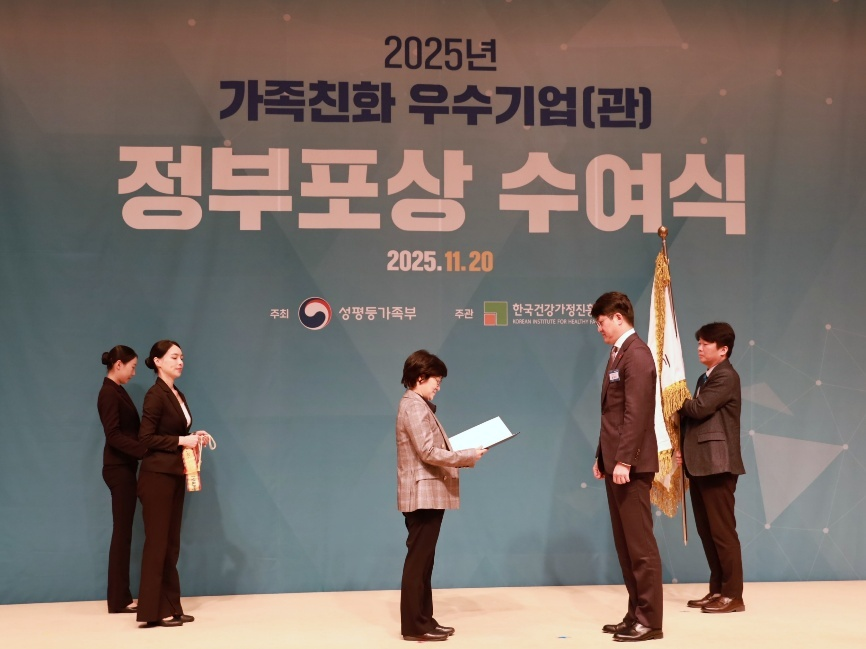 2025년
가족친화 우수기업(관)
정부포상 수여식
2025.11.20
주최 성평등가족부 주관 한국건강가정진흥
KOREAN INSTITUTE FOR HEALTHY